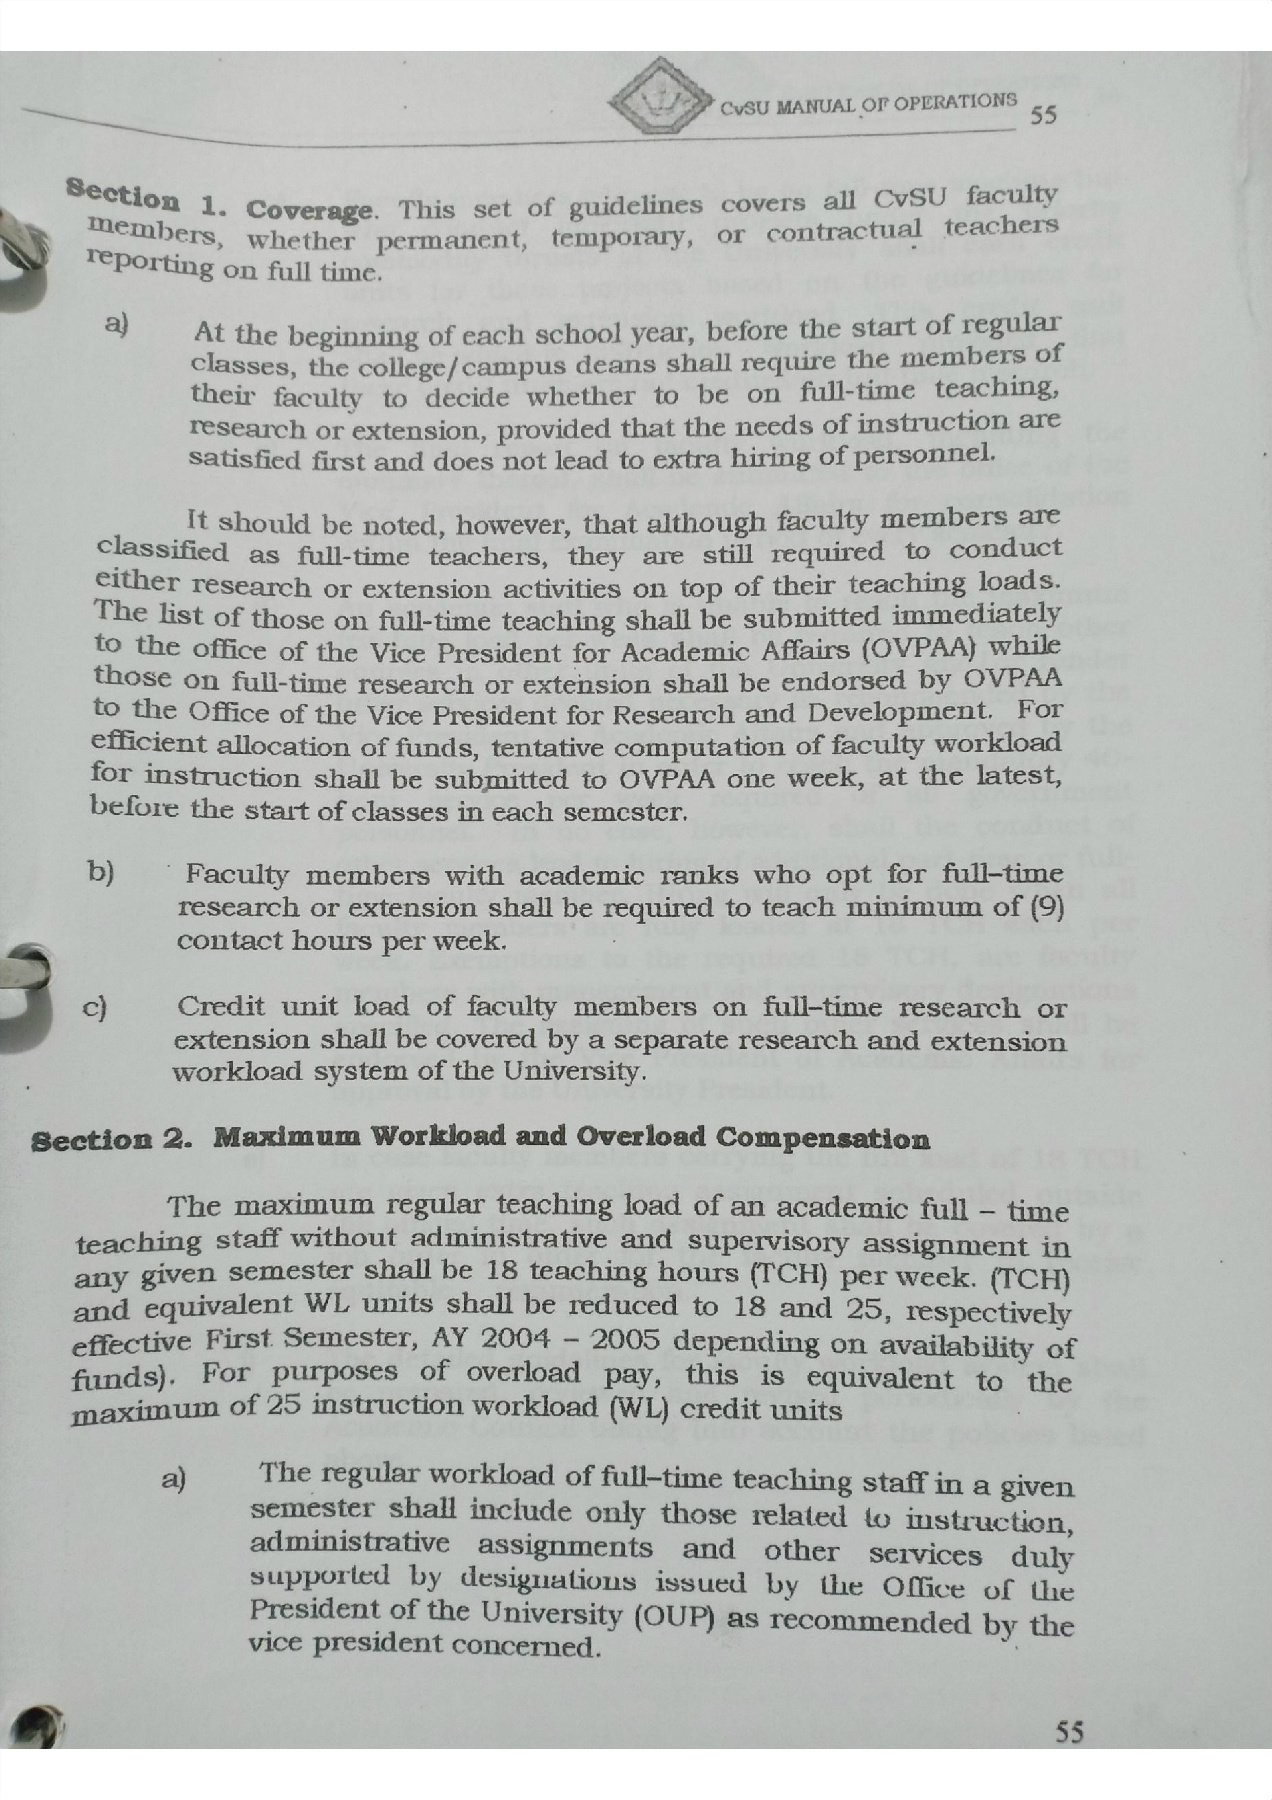 CvSU MANUAL OF OPERATIONS 55
Section 1. Coverage. This set of guidelines covers all CvSU faculty
members, whether permanent, temporary, or contractual teachers
reporting on full time.
a) At the beginning of each school year, before the start of regular
classes, the college/campus deans shall require the members of
their faculty to decide whether to be on full-time teaching,
research or extension, provided that the needs of instruction are
satisfied first and does not lead to extra hiring of personnel.
It should be noted, however, that although faculty members are
classified as full-time teachers, they are still required to conduct
either research or extension activities on top of their teaching loads.
The list of those on full-time teaching shall be submitted immediately
to the office of the Vice President for Academic Affairs (OVPAA) while
those on full-time research or extension shall be endorsed by OVPAA
to the Office of the Vice President for Research and Development. For
efficient allocation of funds, tentative computation of faculty workload
for instruction shall be submitted to OVPAA one week, at the latest,
before the start of classes in each semester.
b) Faculty members with academic ranks who opt for full-time
research or extension shall be required to teach minimum of (9)
contact hours per week.
c) Credit unit load of faculty members on full-time research or
extension shall be covered by a separate research and extension
workload system of the University.
Section 2. Maximum Workload and Overload Compensation
The maximum regular teaching load of an academic full – time
teaching staff without administrative and supervisory assignment in
any given semester shall be 18 teaching hours (TCH) per week. (TCH)
and equivalent WL units shall be reduced to 18 and 25, respectively
effective First Semester, AY 2004 – 2005 depending on availability of
funds). For purposes of overload pay, this is equivalent to the
maximum of 25 instruction workload (WL) credit units
a) The regular workload of full-time teaching staff in a given
semester shall include only those related to instruction,
administrative assignments and other services duly
supported by designations issued by the Office of the
President of the University (OUP) as recommended by the
vice president concerned.
55